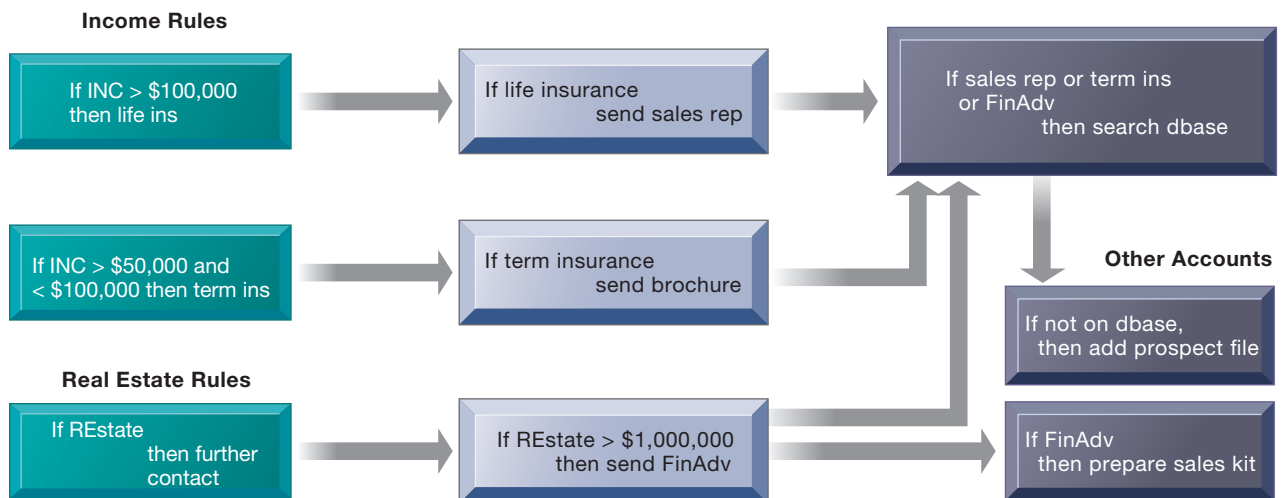 Income Rules
If INC > $100,000
then life ins
If life insurance
send sales rep
If sales rep or term ins
or FinAdv
then search dbase
If INC > $50,000 and
< $100,000 then term ins
If term insurance
send brochure
Other Accounts
If not on dbase,
then add prospect file
Real Estate Rules
If REstate
then further
contact
If REstate > $1,000,000
then send FinAdv
If FinAdv
then prepare sales kit